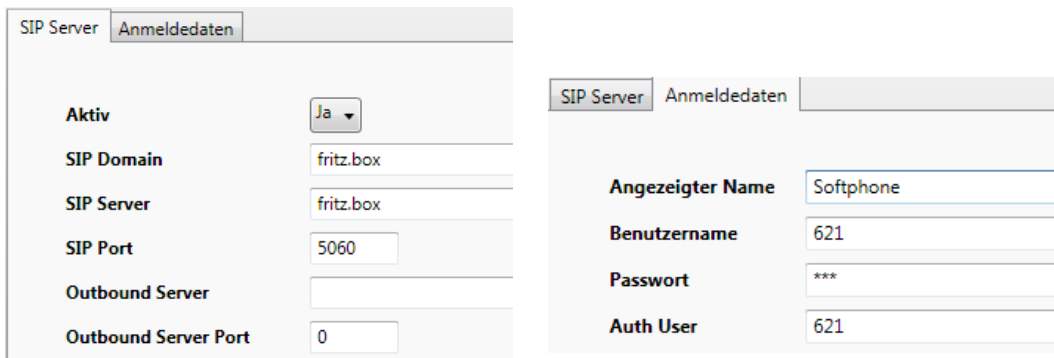 SIP Server Anmeldedaten
Aktiv Ja
SIP Domain fritz.box
SIP Server fritz.box
SIP Port 5060
Outbound Server
Outbound Server Port 0
SIP Server Anmeldedaten
Angezeigter Name Softphone
Benutzername 621
Passwort ***
Auth User 621